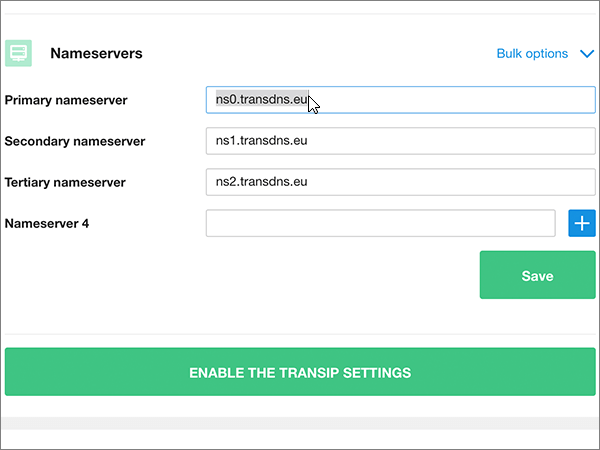 Nameservers
Bulk options
Primary nameserver
ns0.transdns.eu
Secondary nameserver
ns1.transdns.eu
Tertiary nameserver
ns2.transdns.eu
Nameserver 4
Save
ENABLE THE TRANSIP SETTINGS